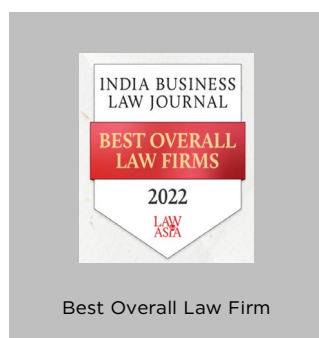 INDIA BUSINESS
LAW JOURNAL
BEST OVERALL
LAW FIRMS
2022
LAW
ASIA
Best Overall Law Firm